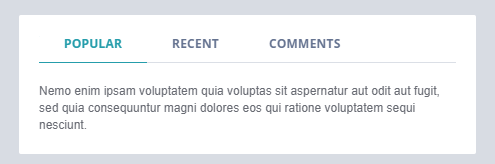 POPULAR RECENT COMMENTS
Nemo enim ipsam voluptatem quia voluptas sit aspernatur aut odit aut fugit,
sed quia consequuntur magni dolores eos qui ratione voluptatem sequi
nesciunt.